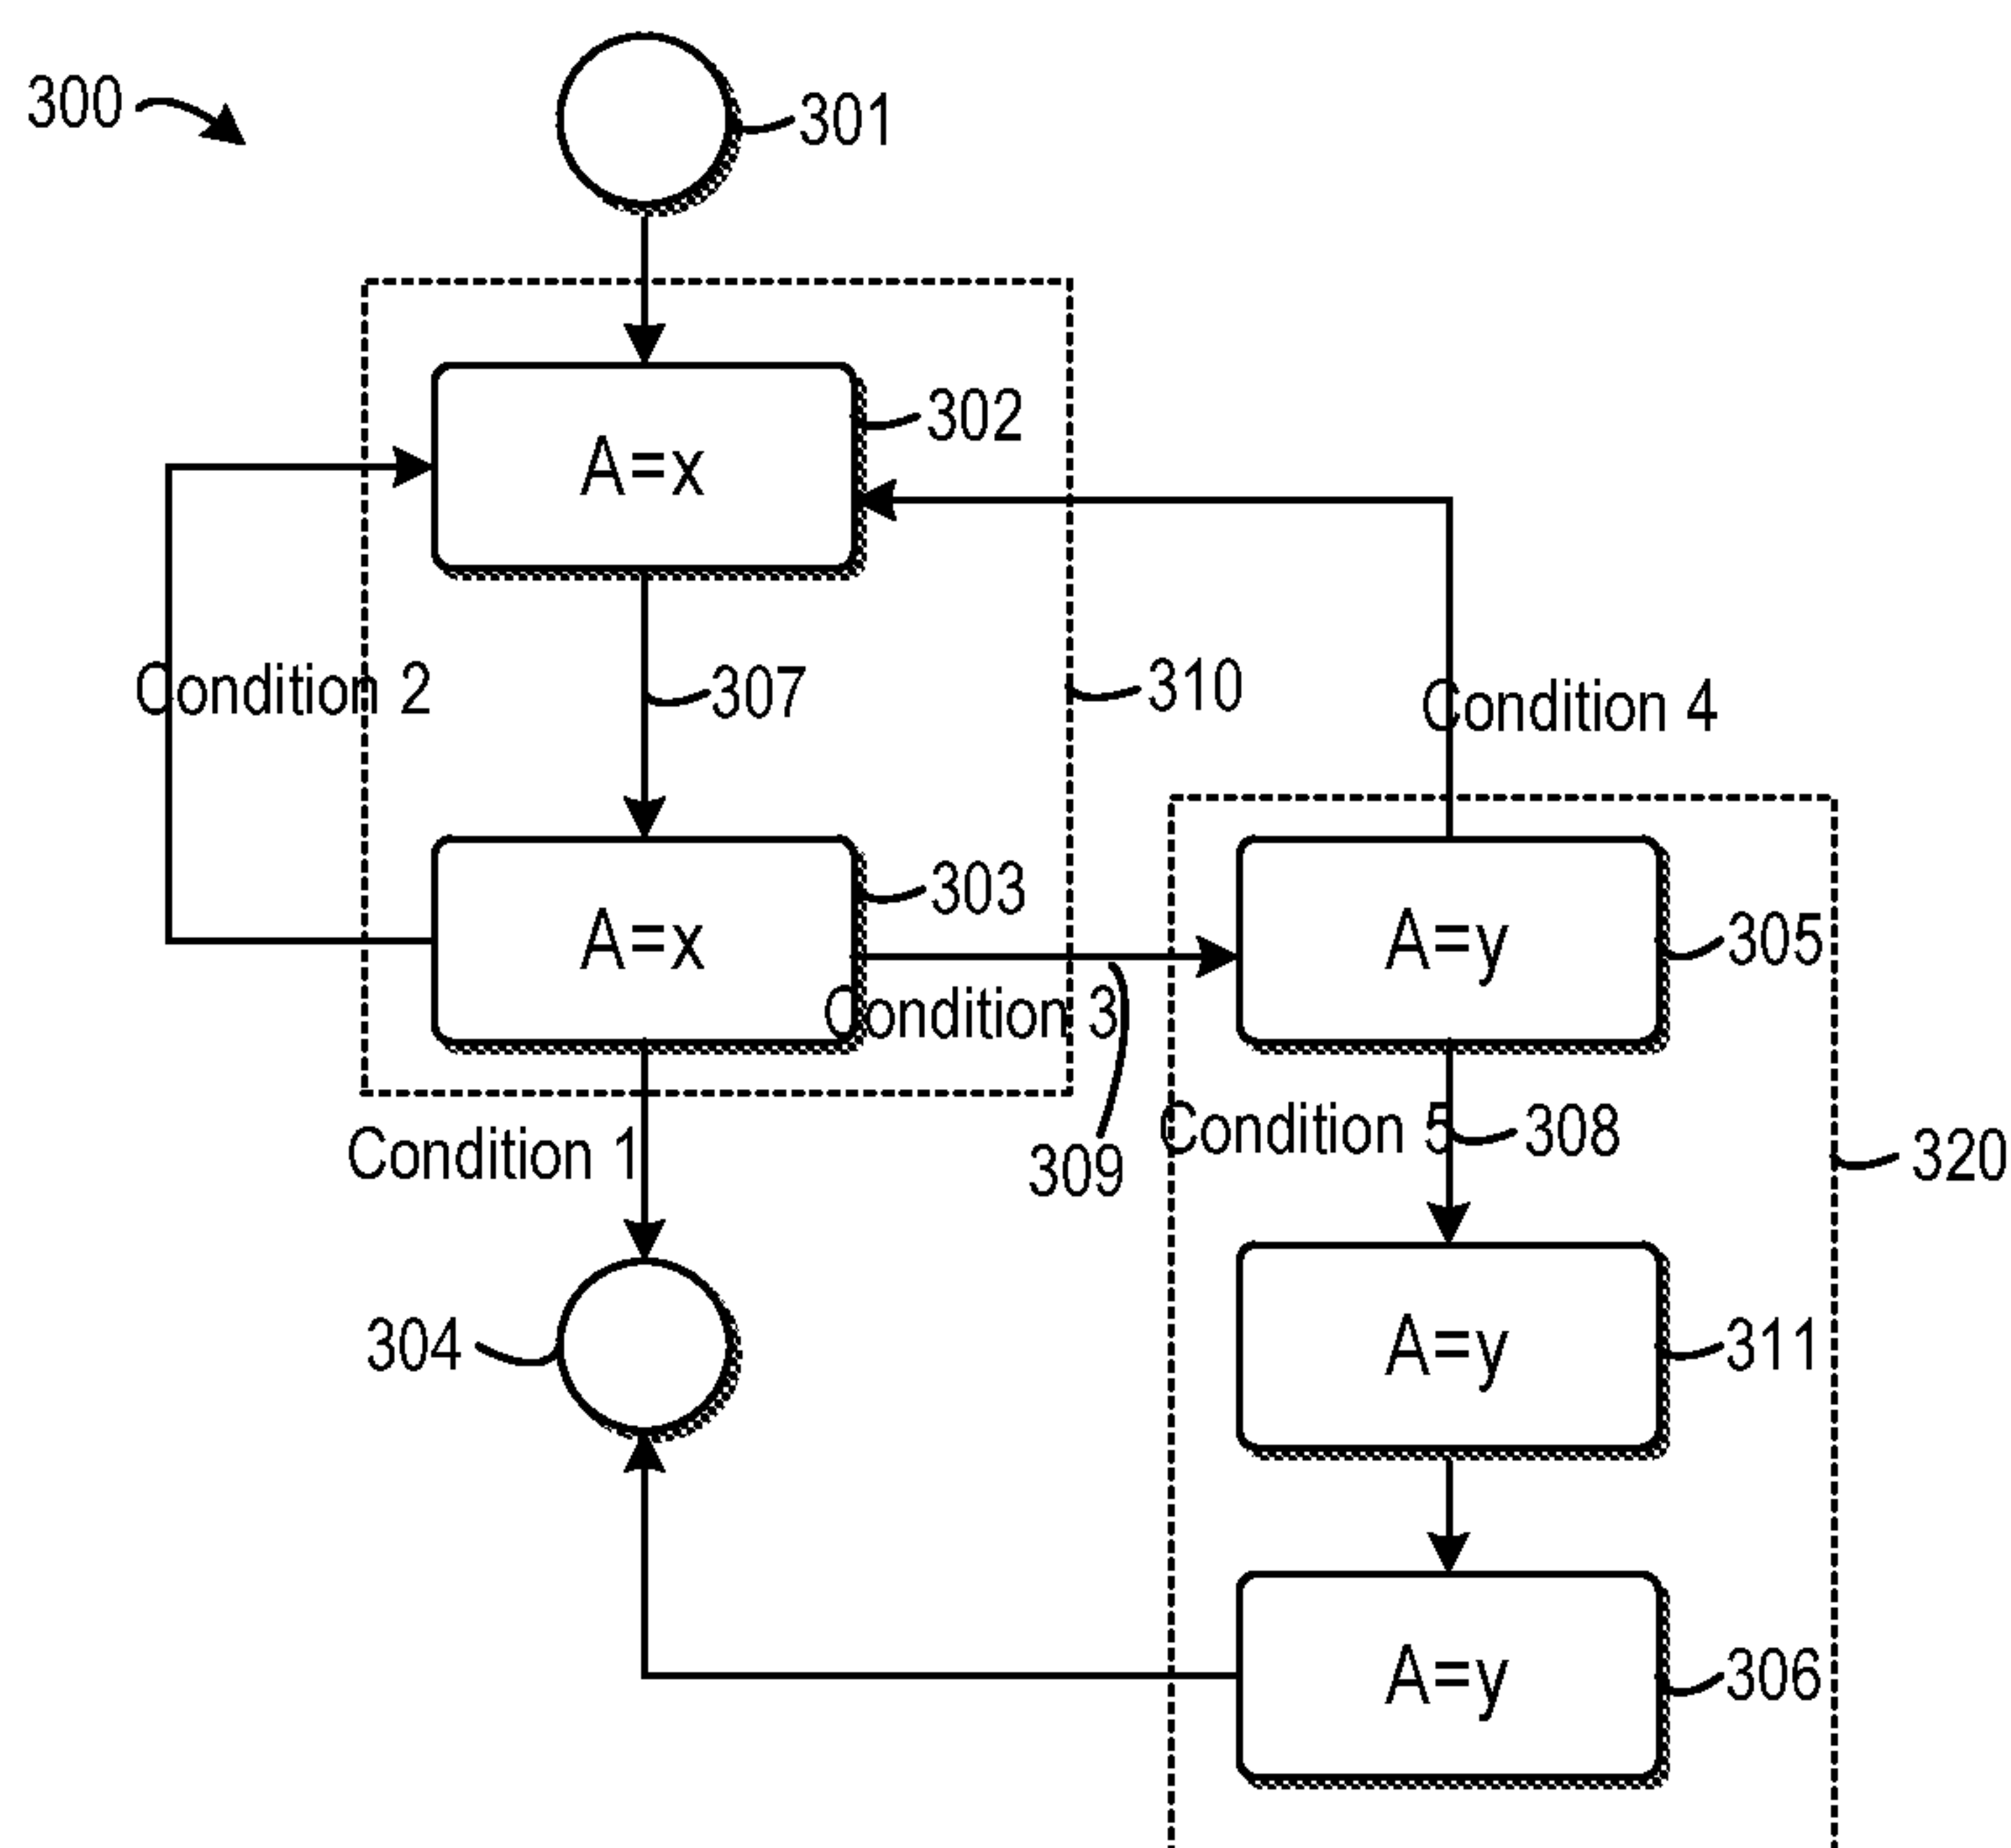 300
301
A=x
302
Condition 2
307
310
Condition 4
A=x
303
Condition 3
309
A=y
305
Condition 1
Condition 5
308
320
304
A=y
311
A=y
306